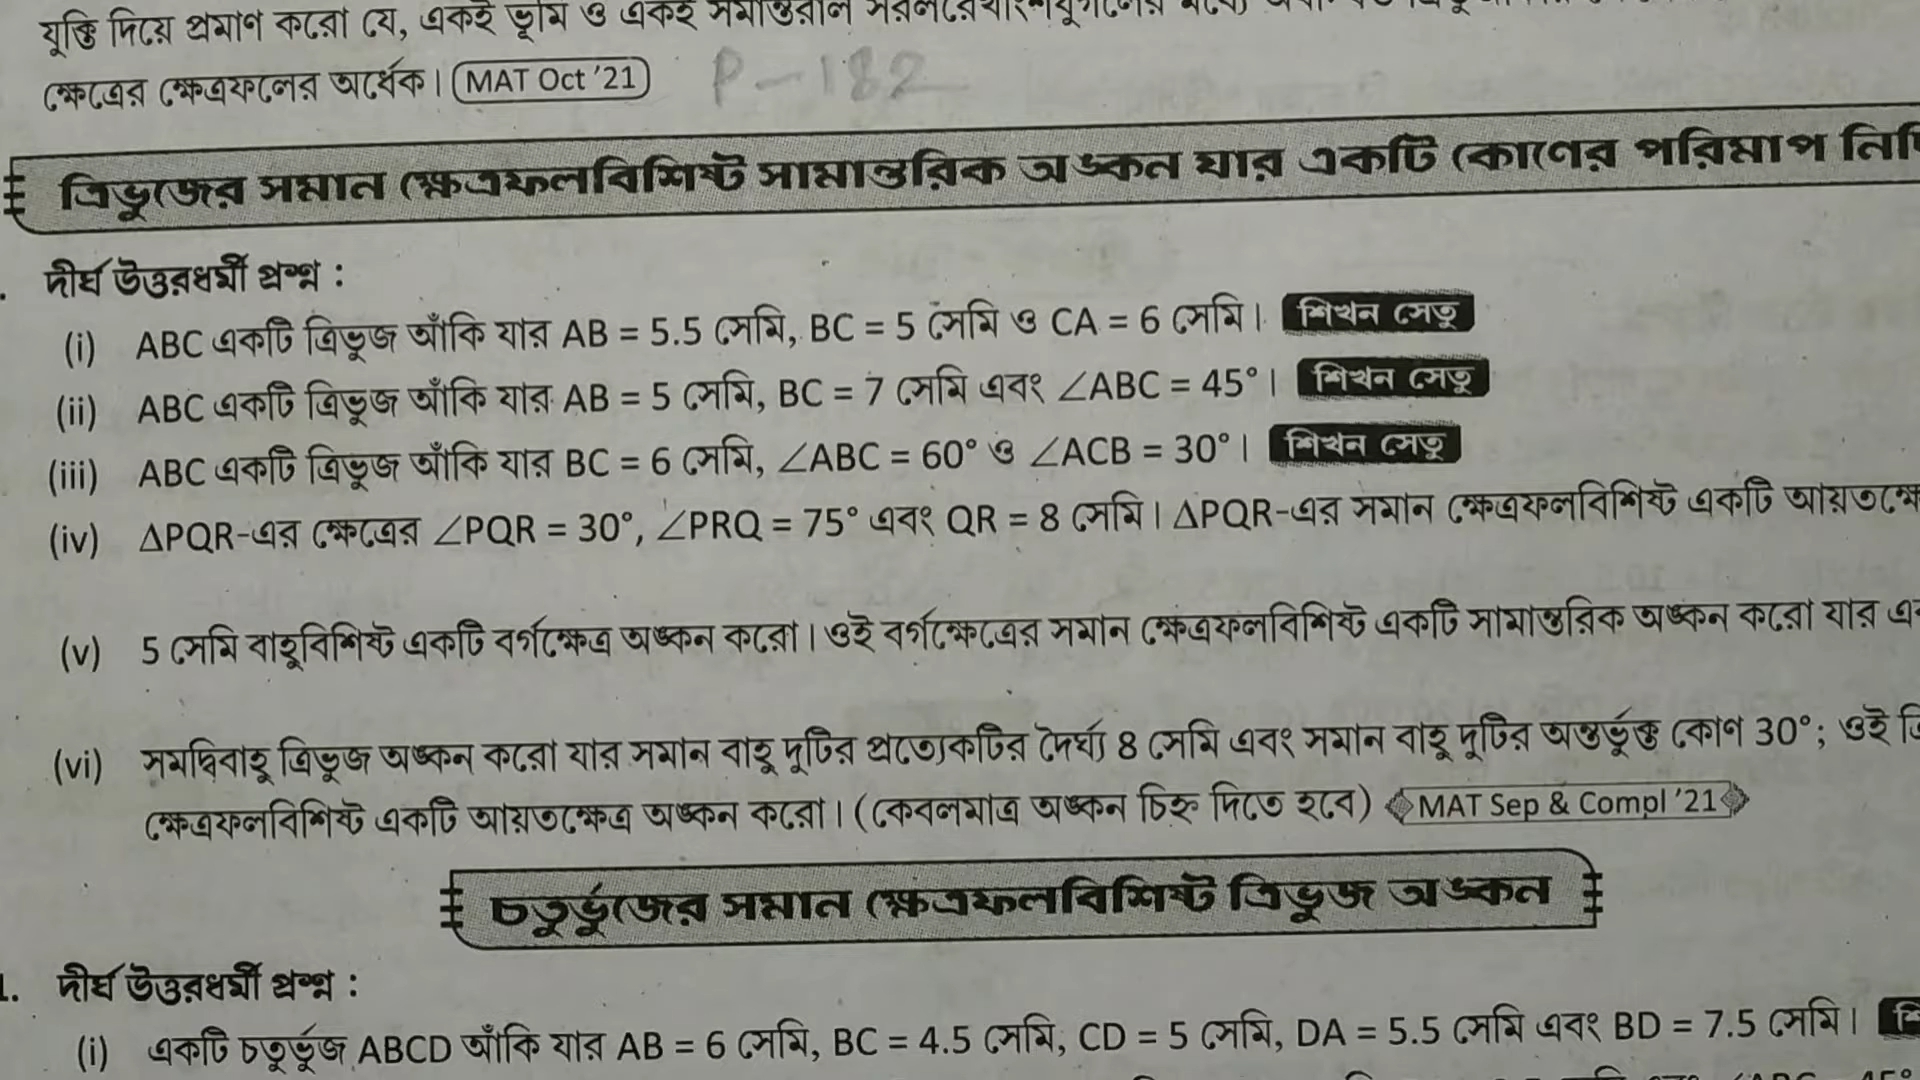 যুক্তি দিয়ে প্রমাণ করো যে, একই ভূমি ও একই সমান্তরাল
ক্ষেত্রের ক্ষেত্রফলের অর্ধেক। MAT Oct '21 P-182
ত্রিভুজের সমান ক্ষেত্রফলবিশিষ্ট সামান্তরিক অঙ্কন যার একটি কোণের পরিমাপ
দীর্ঘ উত্তরধর্মী প্রশ্ন :
(i) ABC একটি ত্রিভুজ আঁকি যার AB = 5.5 সেমি, BC = 5 সেমি ও CA = 6 সেমি। শিখন সেতু
(ii) ABC একটি ত্রিভুজ আঁকি যার AB = 5 সেমি, BC = 7 সেমি এবং ∠ABC = 45°। শিখন সেতু
(iii) ABC একটি ত্রিভুজ আঁকি যার BC = 6 সেমি, ∠ABC = 60° ও ∠ACB = 30°। শিখন সেতু
(iv) ΔPQR-এর ক্ষেত্রের ∠PQR = 30°, ∠PRQ = 75° এবং QR = 8 সেমি। ΔPQR-এর সমান ক্ষেত্রফলবিশিষ্ট একটি
(v) 5 সেমি বাহুবিশিষ্ট একটি বর্গক্ষেত্র অঙ্কন করো। ওই বর্গক্ষেত্রের সমান ক্ষেত্রফলবিশিষ্ট একটি সামান্তরিক অঙ্কন করো যার
(vi) সমদ্বিবাহু ত্রিভুজ অঙ্কন করো যার সমান বাহু দুটির প্রত্যেকটির দৈর্ঘ্য 8 সেমি এবং সমান বাহু দুটির অন্তর্ভুক্ত কোণ 30°; ওই
ক্ষেত্রফলবিশিষ্ট একটি আয়তক্ষেত্র অঙ্কন করো। (কেবলমাত্র অঙ্কন চিহ্ন দিতে হবে) MAT Sep & Compl '21
চতুর্ভুজের সমান ক্ষেত্রফলবিশিষ্ট ত্রিভুজ অঙ্কন
1. দীর্ঘ উত্তরধর্মী প্রশ্ন :
(i) একটি চতুর্ভুজ ABCD আঁকি যার AB = 6 সেমি, BC = 4.5 সেমি, CD = 5 সেমি, DA = 5.5 সেমি এবং BD = 7.5 সেমি।